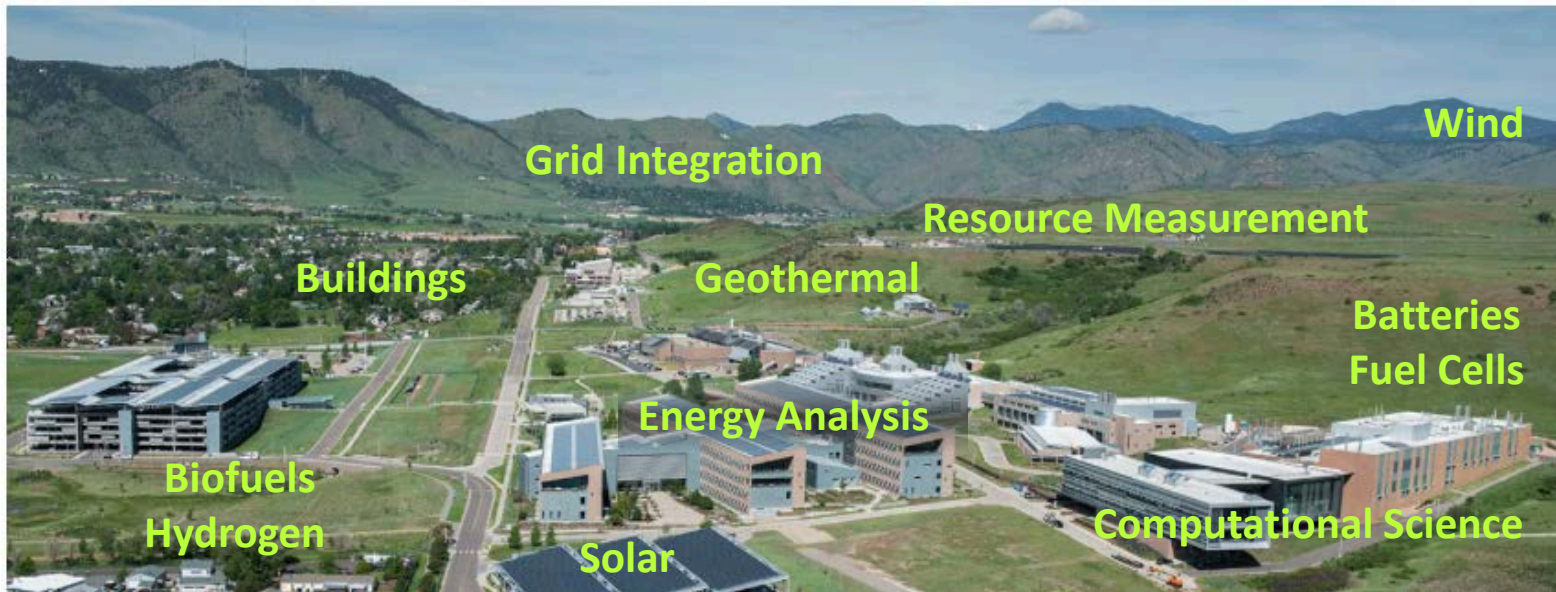 Wind
Grid Integration
Resource Measurement
Buildings
Geothermal
Batteries
Fuel Cells
Energy Analysis
Biofuels
Hydrogen
Computational Science
Solar